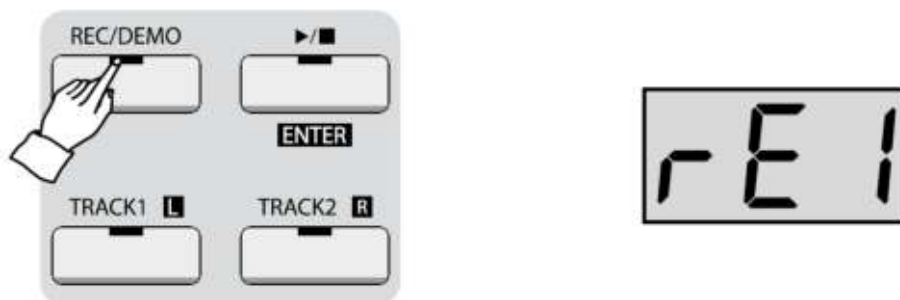 REC/DEMO ▶/■
ENTER
rE1
TRACK1 L TRACK2 R